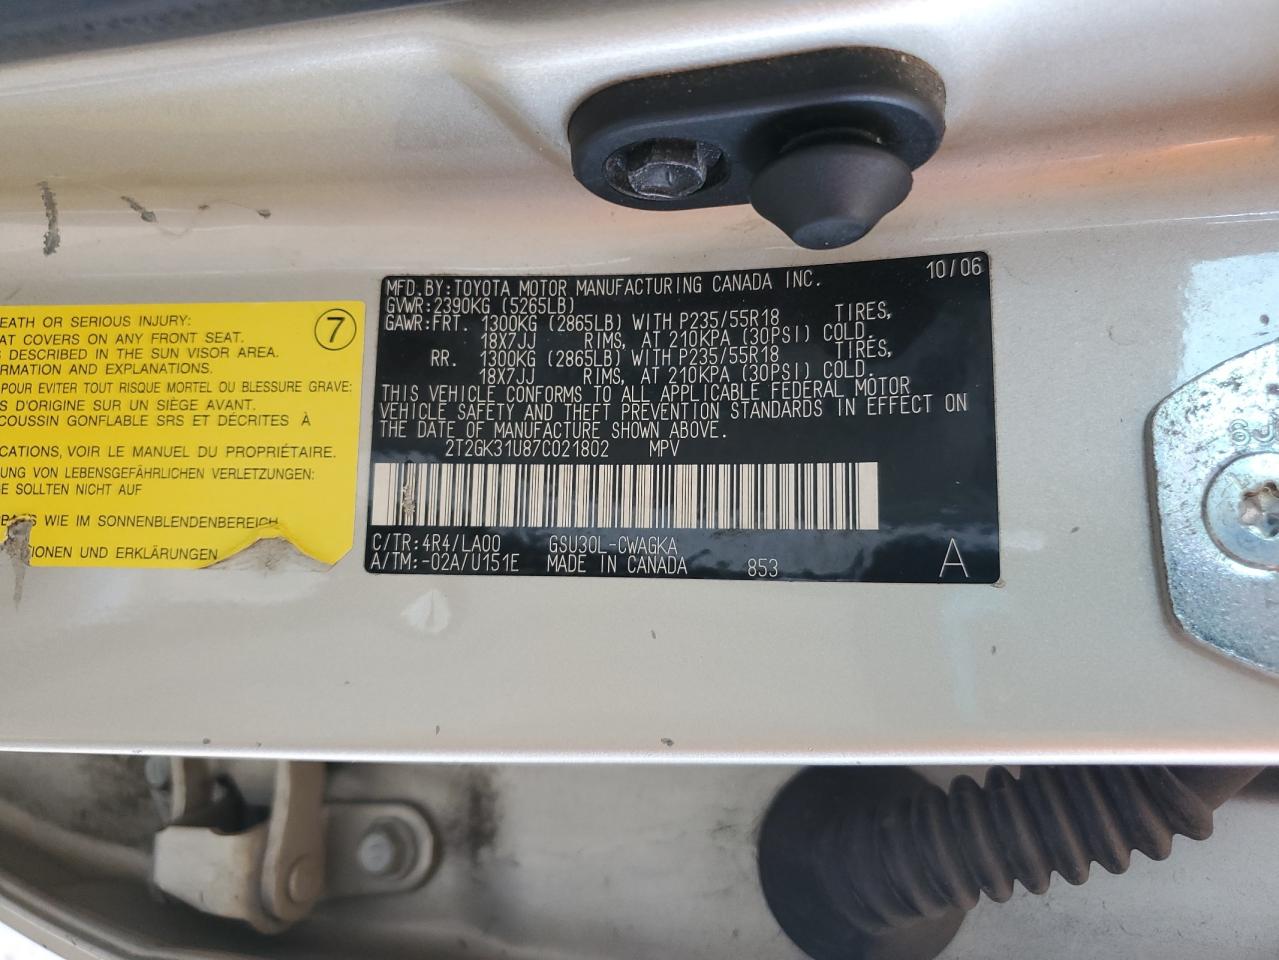 EATH OR SERIOUS INJURY:
AT COVERS ON ANY FRONT SEAT.
S DESCRIBED IN THE SUN VISOR AREA.
RMATION AND EXPLANATIONS.
POUR EVITER TOUT RISQUE MORTEL OU BLESSURE GRAVE:
S D'ORIGINE SUR UN SIÈGE AVANT.
COUSSIN GONFLABLE SRS ET DÉCRITES À
CATIONS, VOIR LE MANUEL DU PROPRIÉTAIRE.
UNG VON LEBENSGEFÄHRLICHEN VERLETZUNGEN:
E SOLLTEN NICHT AUF
WIE IM SONNENBLENDENBEREICH
TIONEN UND ERKLÄRUNGEN
7
MFD.BY:TOYOTA MOTOR MANUFACTURING CANADA INC. 10/06
GVWR:2390KG (5265LB)
GAWR:FRT. 1300KG (2865LB) WITH P235/55R18 TIRES,
18X7JJ RIMS, AT 210KPA (30PSI) COLD.
RR. 1300KG (2865LB) WITH P235/55R18 TIRES,
18X7JJ RIMS, AT 210KPA (30PSI) COLD.
THIS VEHICLE CONFORMS TO ALL APPLICABLE FEDERAL MOTOR
VEHICLE SAFETY AND THEFT PREVENTION STANDARDS IN EFFECT ON
THE DATE OF MANUFACTURE SHOWN ABOVE.
2T2GK31U87C021802 MPV
C/TR:4R4/LA00 GSU30L-CWAGKA
A/TM:-02A/U151E MADE IN CANADA 853 A